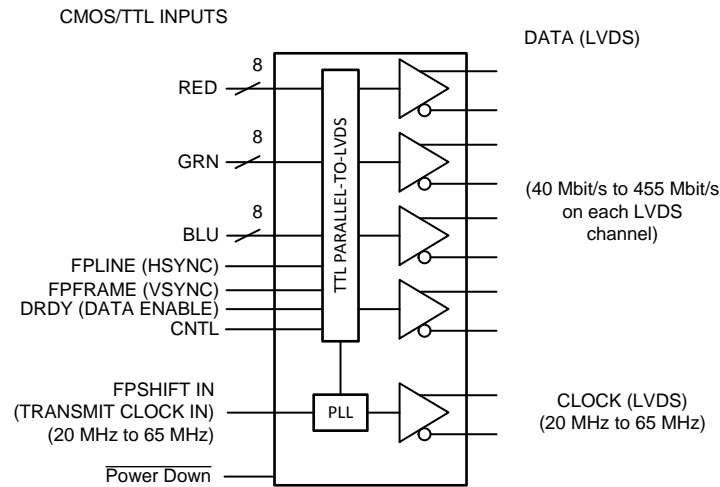 CMOS/TTL INPUTS
DATA (LVDS)
8
RED
8
GRN
(40 Mbit/s to 455 Mbit/s
on each LVDS
channel)
8
BLU
TTL PARALLEL-TO-LVDS
FPLINE (HSYNC)
FPFRAME (VSYNC)
DRDY (DATA ENABLE)
CNTL
FPSHIFT IN
(TRANSMIT CLOCK IN)
(20 MHz to 65 MHz)
PLL
CLOCK (LVDS)
(20 MHz to 65 MHz)
Power Down